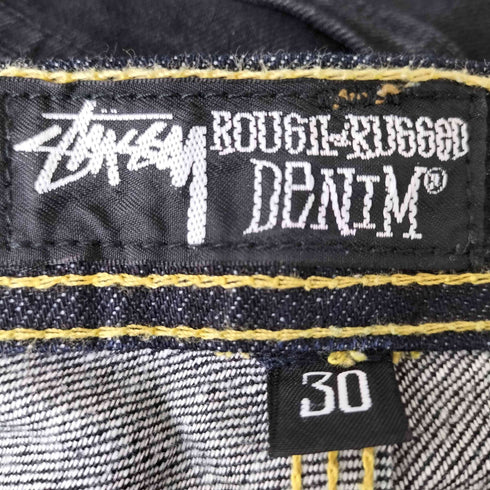 Stüssy
ROUGH-N-RUGGED
DENIM®
30